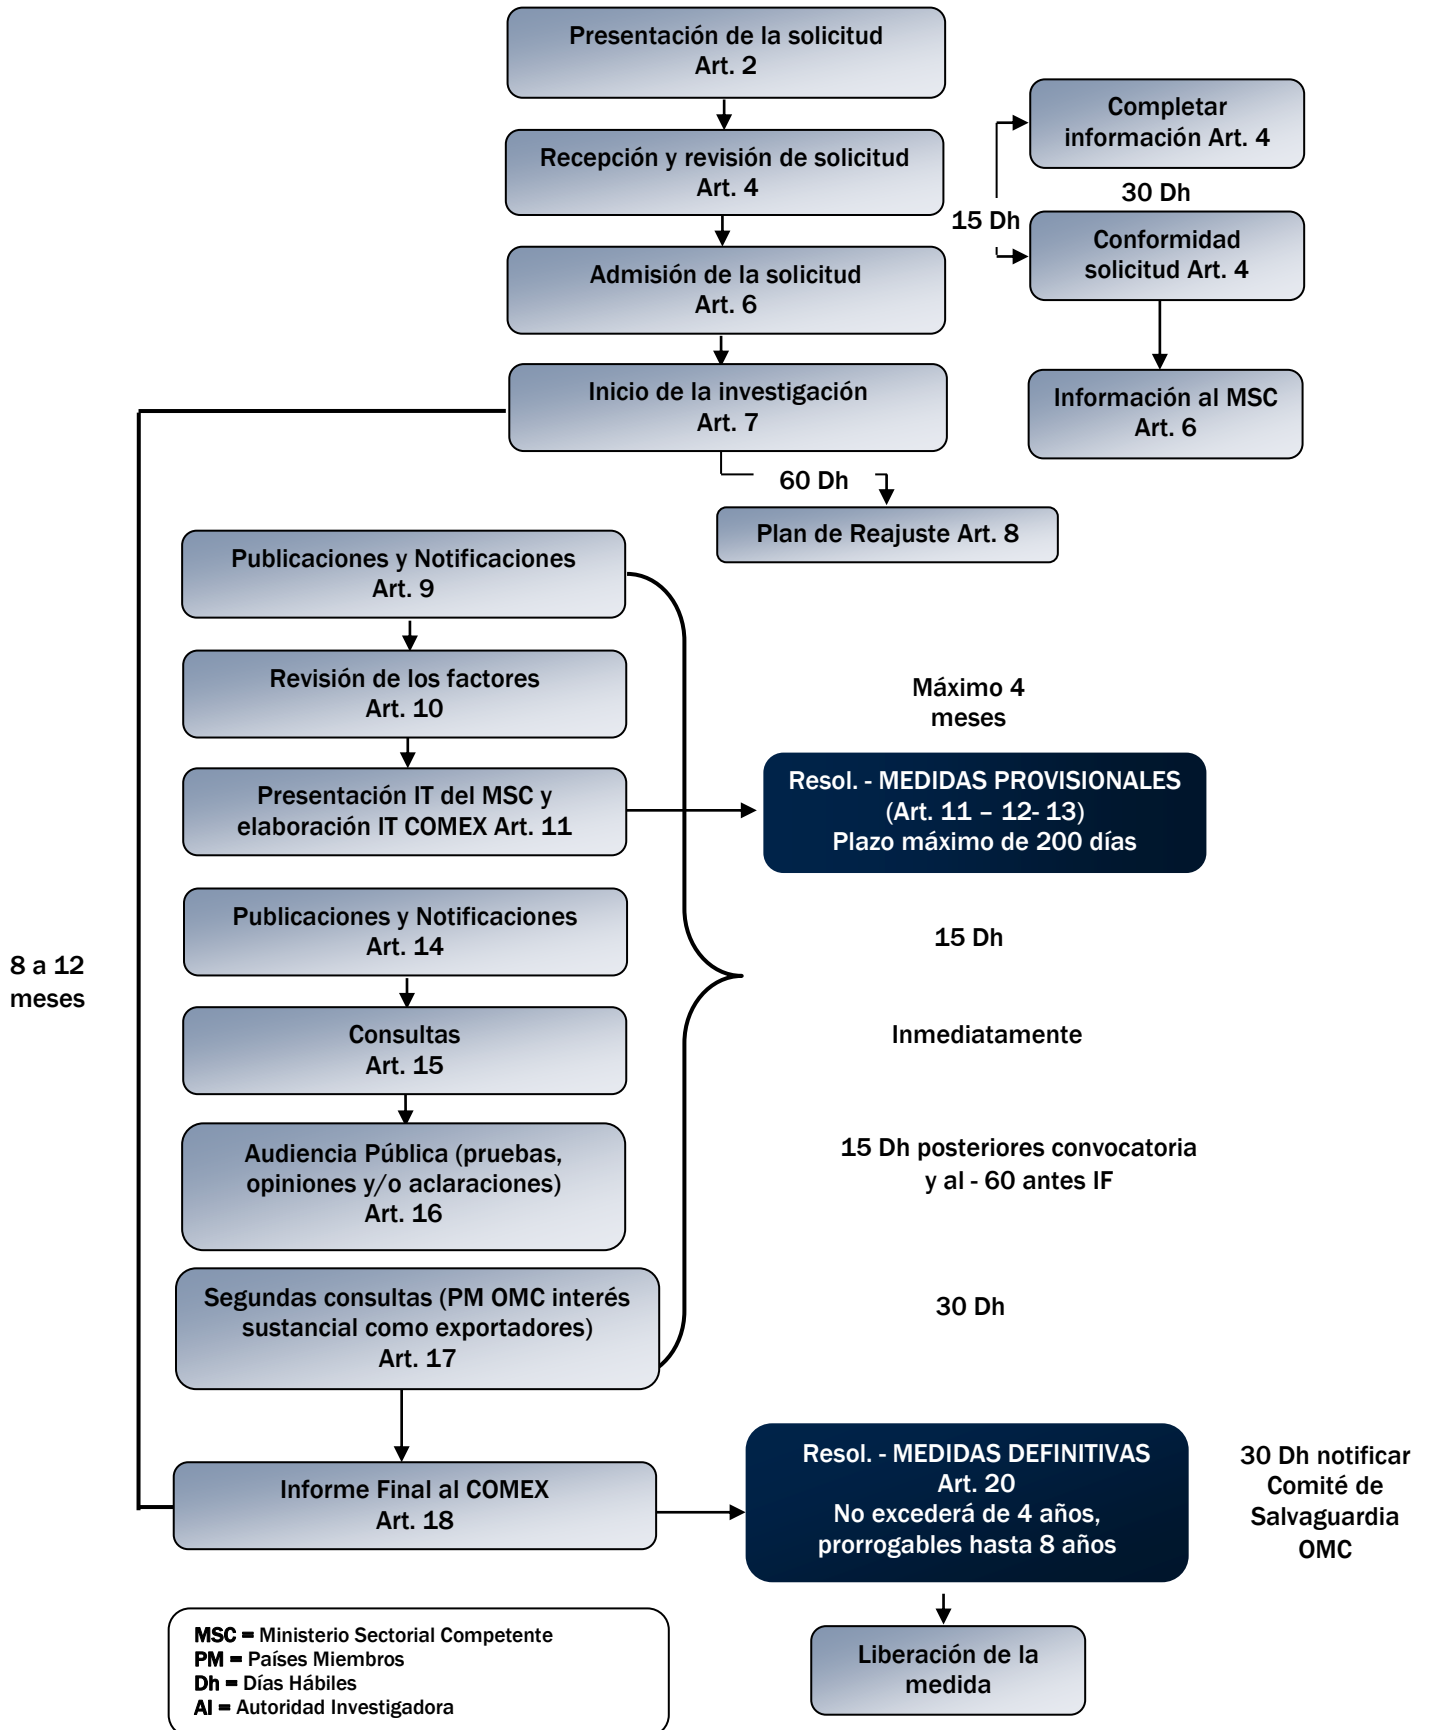 Presentación de la solicitud
Art. 2
Completar
información Art. 4
Recepción y revisión de solicitud
Art. 4
30 Dh
15 Dh
Conformidad
solicitud Art. 4
Admisión de la solicitud
Art. 6
Inicio de la investigación
Art. 7
Información al MSC
Art. 6
60 Dh
Plan de Reajuste Art. 8
Publicaciones y Notificaciones
Art. 9
Revisión de los factores
Art. 10
Máximo 4
meses
Presentación IT del MSC y
elaboración IT COMEX Art. 11
Resol. - MEDIDAS PROVISIONALES
(Art. 11 – 12- 13)
Plazo máximo de 200 días
Publicaciones y Notificaciones
Art. 14
15 Dh
8 a 12
meses
Consultas
Art. 15
Inmediatamente
Audiencia Pública (pruebas,
opiniones y/o aclaraciones)
Art. 16
15 Dh posteriores convocatoria
y al - 60 antes IF
Segundas consultas (PM OMC interés
sustancial como exportadores)
Art. 17
30 Dh
Informe Final al COMEX
Art. 18
Resol. - MEDIDAS DEFINITIVAS
Art. 20
No excederá de 4 años,
prorrogables hasta 8 años
30 Dh notificar
Comité de
Salvaguardia
OMC
MSC = Ministerio Sectorial Competente
PM = Países Miembros
Dh = Días Hábiles
AI = Autoridad Investigadora
Liberación de la
medida